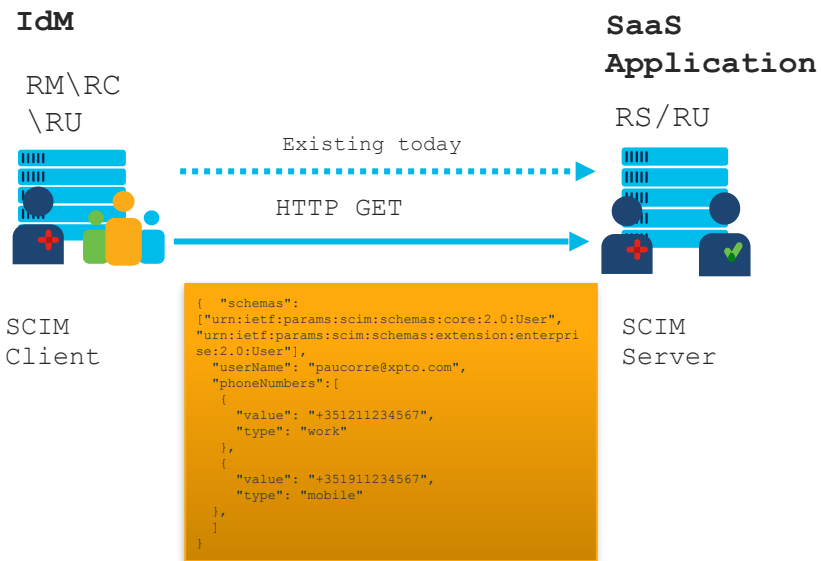 IdM
SaaS
Application
RM\RC
\RU
RS/RU
Existing today
HTTP GET
SCIM
Client
SCIM
Server
{  "schemas":
["urn:ietf:params:scim:schemas:core:2.0:User",
"urn:ietf:params:scim:schemas:extension:enterpri
se:2.0:User"],
  "userName": "paucorre@xpto.com",
  "phoneNumbers":[
   {
     "value": "+351211234567",
     "type": "work"
   },
   {
     "value": "+351911234567",
     "type": "mobile"
  },
  ]
}